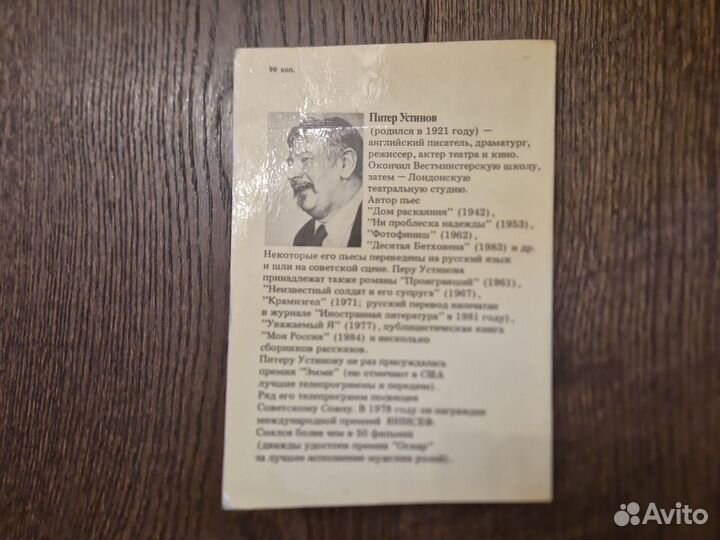 90 коп.
Питер Устинов
(родился в 1921 году) —
английский писатель, драматург,
режиссер, актер театра и кино.
Окончил Вестминстерскую школу,
затем — Лондонскую
театральную студию.
Автор пьес
"Дом раскаяния" (1942),
"Ни проблеска надежды" (1953),
"Фотофиниш" (1962),
"Десятая Бетховена" (1983) и др.
Некоторые его пьесы переведены на русский язык
и шли на советской сцене. Перу Устинова
принадлежат также романы "Проигравший" (1961),
"Неизвестный солдат и его супруга" (1967),
"Крамнэгел" (1971; русский перевод напечатан
в журнале "Иностранная литература" в 1981 году),
"Уважаемый Я" (1977), публицистическая книга
"Моя Россия" (1984) и несколько
сборников рассказов.
Питеру Устинову не раз присуждалась
премия "Эмми" (ею отмечают в США
лучшие телепрограммы и передачи).
Ряд его телепрограмм посвящен
Советскому Союзу. В 1978 году он награжден
международной премией ЮНИСЕФ.
Снялся более чем в 50 фильмах
(дважды удостоен премии "Оскар"
за лучшее исполнение мужских ролей).
Avito